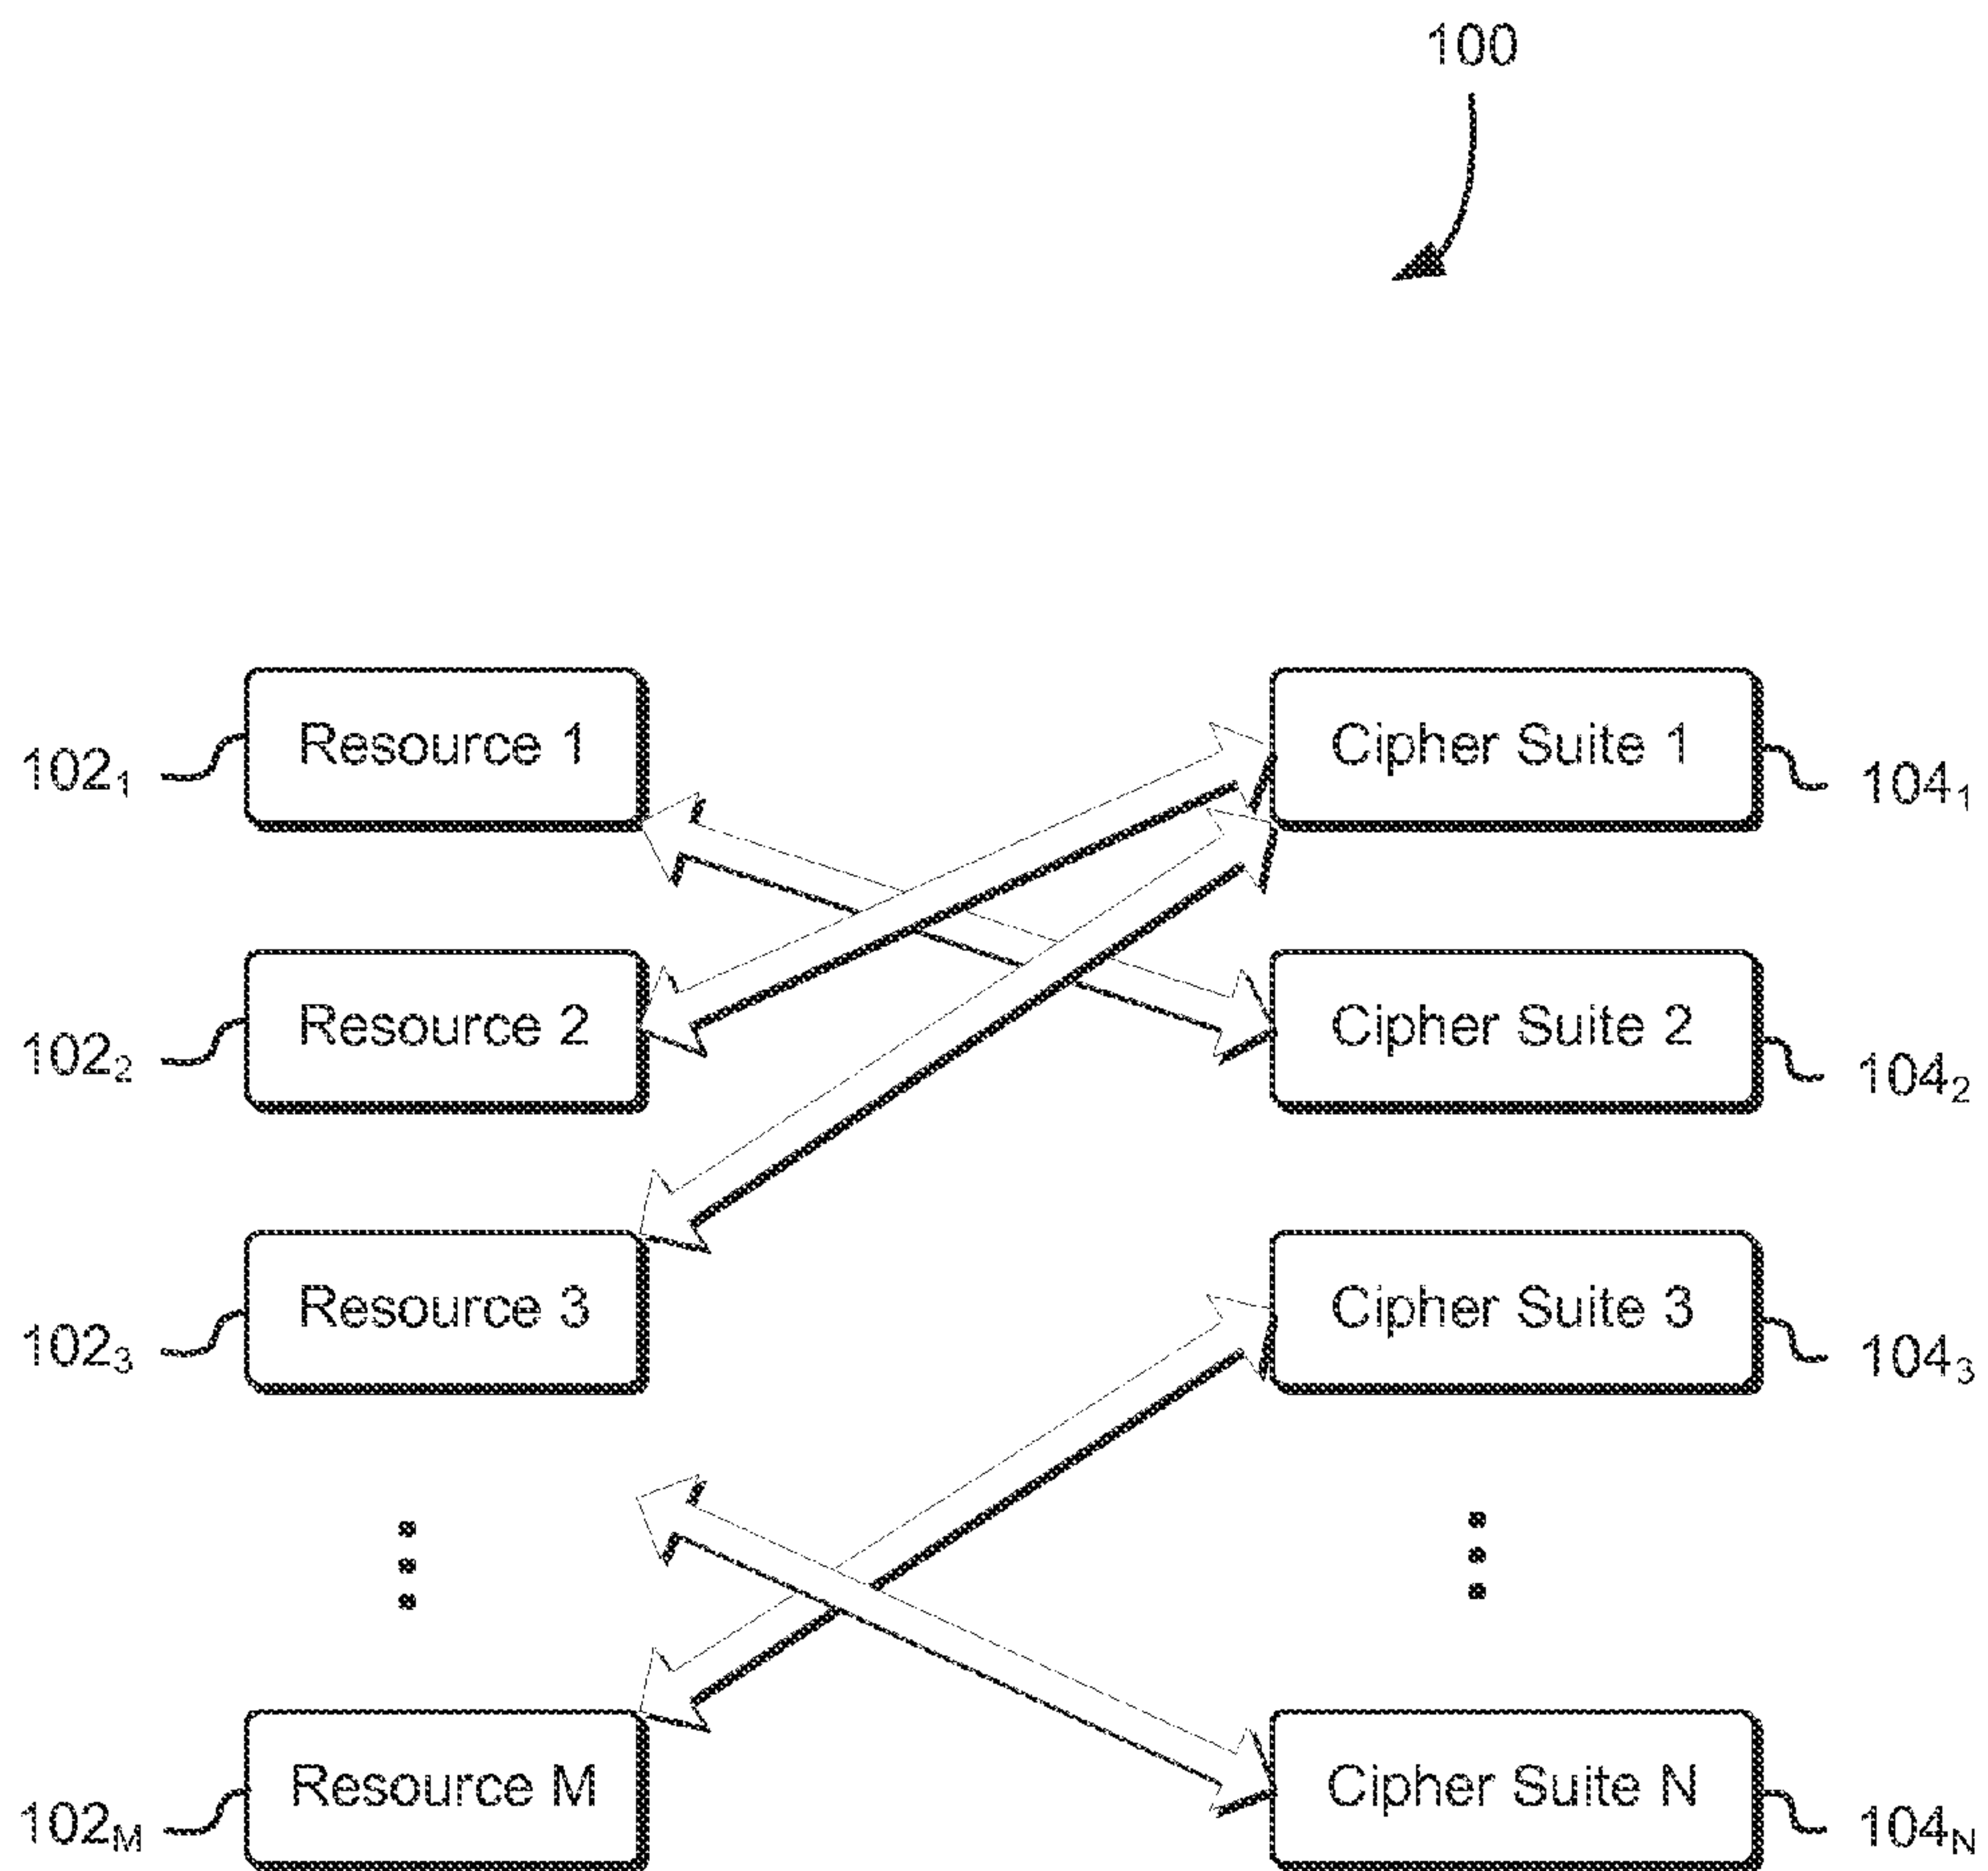 100
Resource 1
Cipher Suite 1
102₁
104₁
Resource 2
Cipher Suite 2
102₂
104₂
Resource 3
Cipher Suite 3
102₃
104₃
Resource M
Cipher Suite N
102M
104N